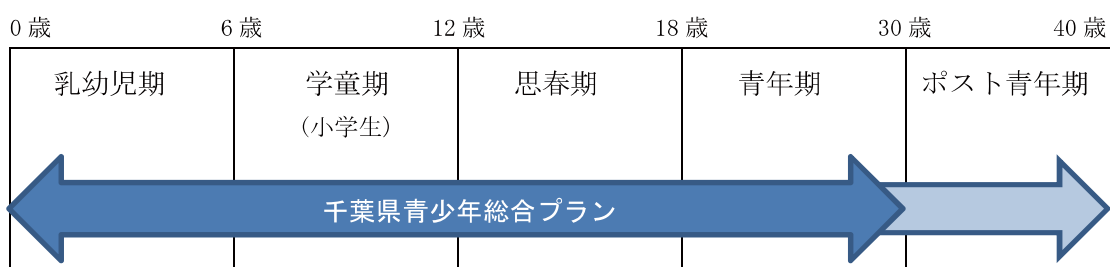 0歳 6歳 12歳 18歳 30歳 40歳
乳幼児期 学童期 思春期 青年期 ポスト青年期
(小学生)
千葉県青少年総合プラン